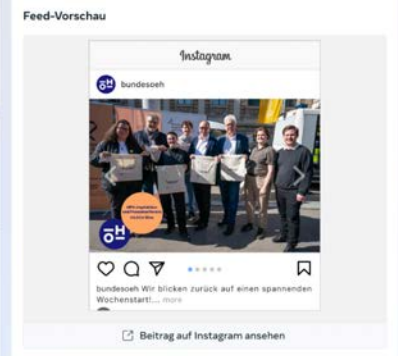 Feed-Vorschau
Instagram
bundesoeh
bundesoeh Wir blicken zurück auf einen spannenden
Wochenstart!... more
Beitrag auf Instagram ansehen